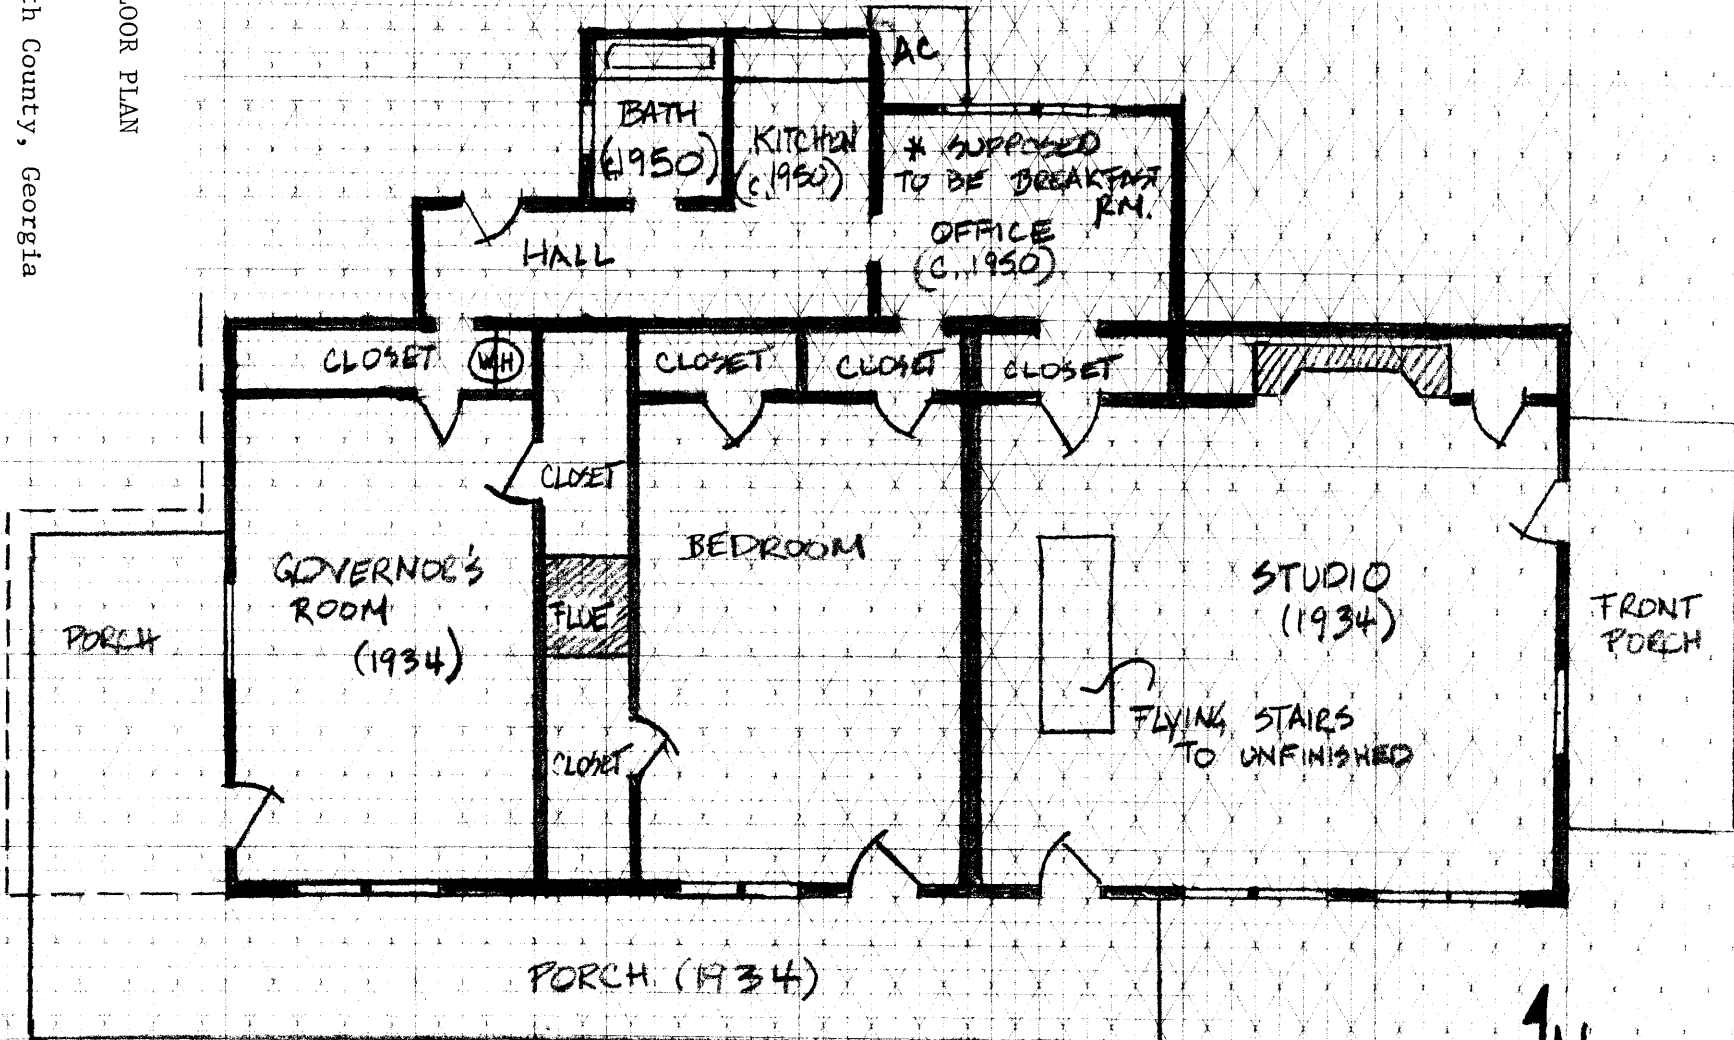 LOOR PLAN
th County, Georgia
AC
BATH
(1950)
KITCHEN
(c. 1950)
* SUPPOSED
TO BE BREAKFAST
RM.
OFFICE
(C. 1950)
HALL
CLOSET
WH
CLOSET
CLOSET
CLOSET
CLOSET
GOVERNOR'S
ROOM
(1934)
FLUE
BEDROOM
STUDIO
(1934)
FRONT
PORCH
PORCH
FLYING STAIRS
TO UNFINISHED
CLOSET
PORCH (1934)